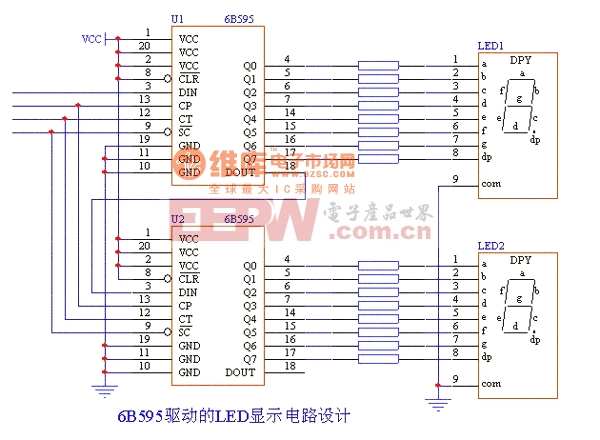 U1 6B595
VCC
1 VCC
20 VCC
2 VCC
8 CLR
3 DIN
13 CP
12 CT
9 SC
19 GND
11 GND
10 GND
Q0 4
Q1 5
Q2 6
Q3 7
Q4 14
Q5 15
Q6 16
Q7 17
DOUT 18
LED1
DPY
1 a
2 b
3 c
4 d
5 e
6 f
7 g
8 dp
9 com
a
f b
g
e c
d dp
维库电子市场网
WWW.DZSC.COM
全球最大IC采购网站
EEPW 电子產品世界
.com.cn
U2 6B595
1 VCC
20 VCC
2 VCC
8 CLR
3 DIN
13 CP
12 CT
9 SC
19 GND
11 GND
10 GND
Q0 4
Q1 5
Q2 6
Q3 7
Q4 14
Q5 15
Q6 16
Q7 17
DOUT 18
LED2
DPY
1 a
2 b
3 c
4 d
5 e
6 f
7 g
8 dp
9 com
a
f b
g
e c
d dp
6B595驱动的LED显示电路设计